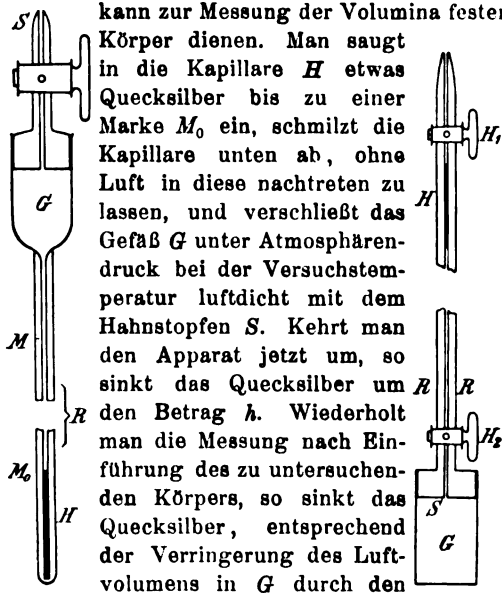 kann zur Messung der Volumina fester
Körper dienen. Man saugt
in die Kapillare H etwas
Quecksilber bis zu einer
Marke M₀ ein, schmilzt die
Kapillare unten ab, ohne
Luft in diese nachtreten zu
lassen, und verschließt das
Gefäß G unter Atmosphären-
druck bei der Versuchstem-
peratur luftdicht mit dem
Hahnstopfen S. Kehrt man
den Apparat jetzt um, so
sinkt das Quecksilber um
den Betrag h. Wiederholt
man die Messung nach Ein-
führung des zu untersuchen-
den Körpers, so sinkt das
Quecksilber, entsprechend
der Verringerung des Luft-
volumens in G durch den
S
G
M
R
M₀
H
H₁
H
R R
H₂
S
G